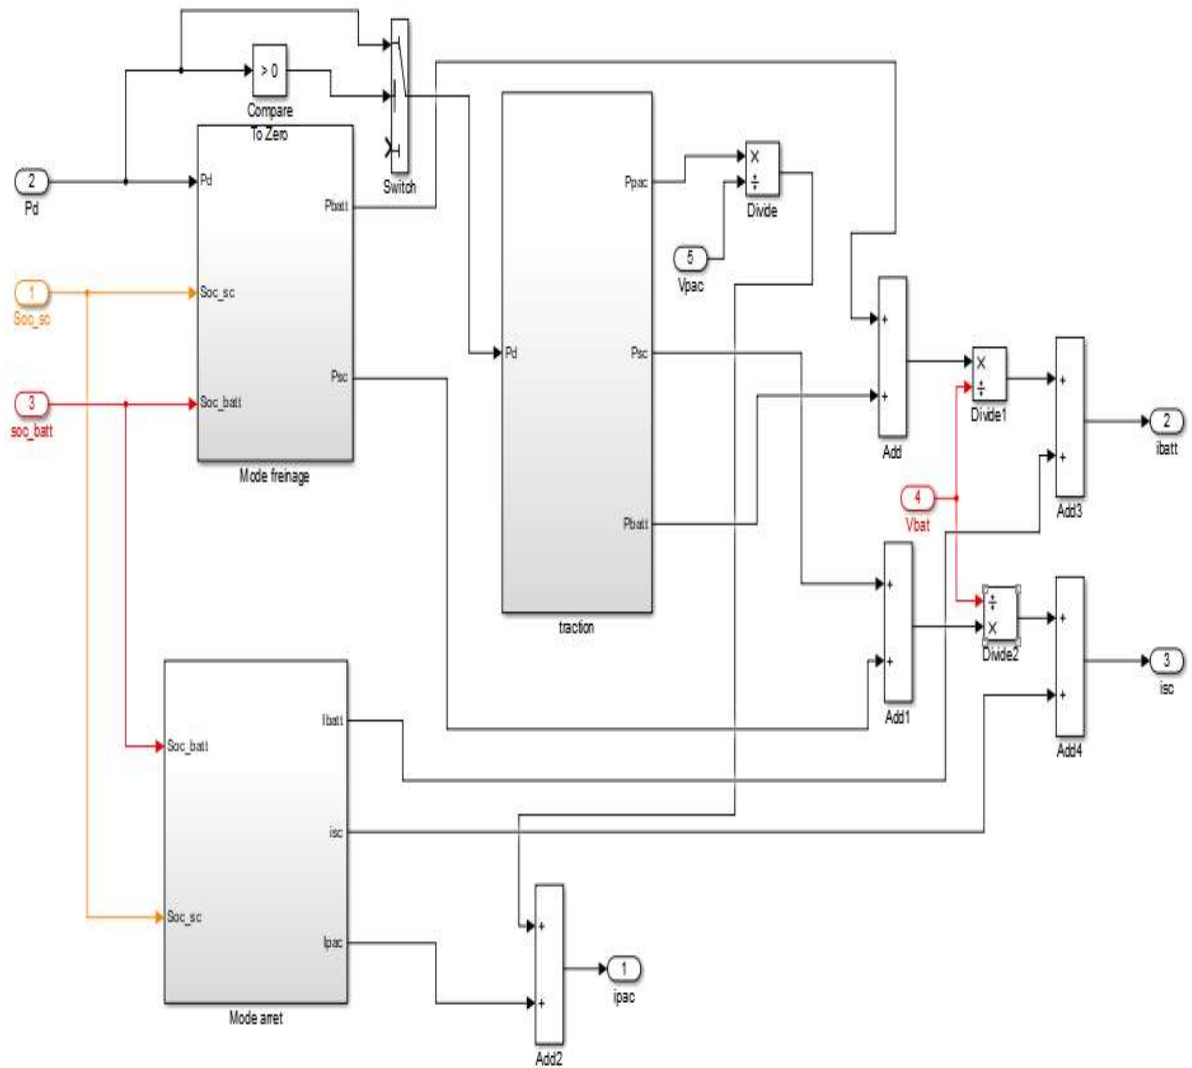 > 0
Compare
To Zero
Switch
2
Pd
Pd
Pbatt
1
Soc_sc
Soc_sc
Psc
3
soc_batt
Soc_batt
Mode freinage
Pd
Ppac
Psc
Pbatt
traction
X
÷
Divide
5
Vpac
+
+
Add
X
÷
Divide1
+
+
Add3
2
ibatt
4
Vbat
+
+
Add1
÷
X
Divide2
+
+
Add4
3
isc
Soc_batt
Soc_sc
Ibatt
isc
Ipac
Mode arret
+
+
Add2
1
ipac